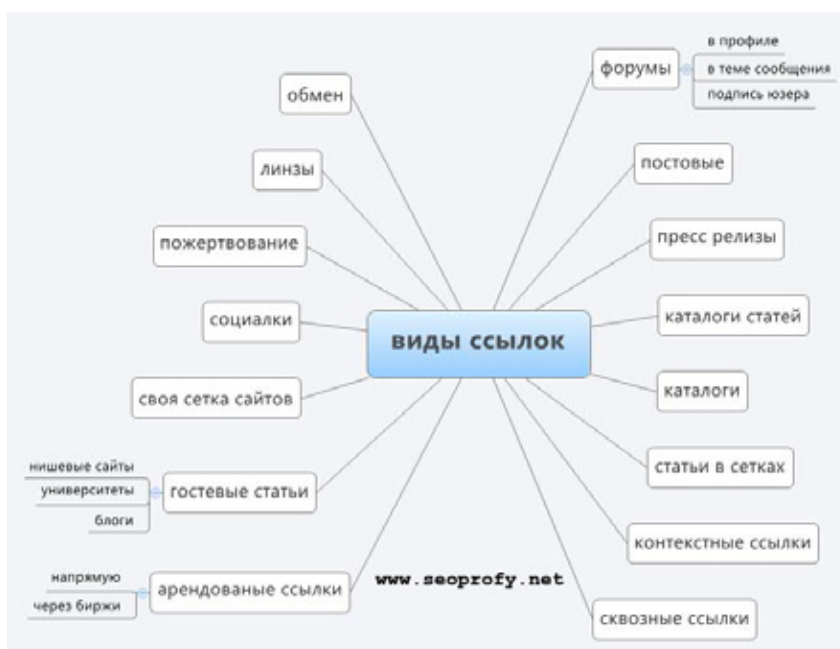 виды ссылок
форумы
в профиле
в теме сообщения
подпись юзера
постовые
пресс релизы
каталоги статей
каталоги
статьи в сетках
контекстные ссылки
сквозные ссылки
обмен
линзы
пожертвование
социалки
своя сетка сайтов
гостевые статьи
нишевые сайты
университеты
блоги
арендованые ссылки
напрямую
через биржи
www.seoprofy.net